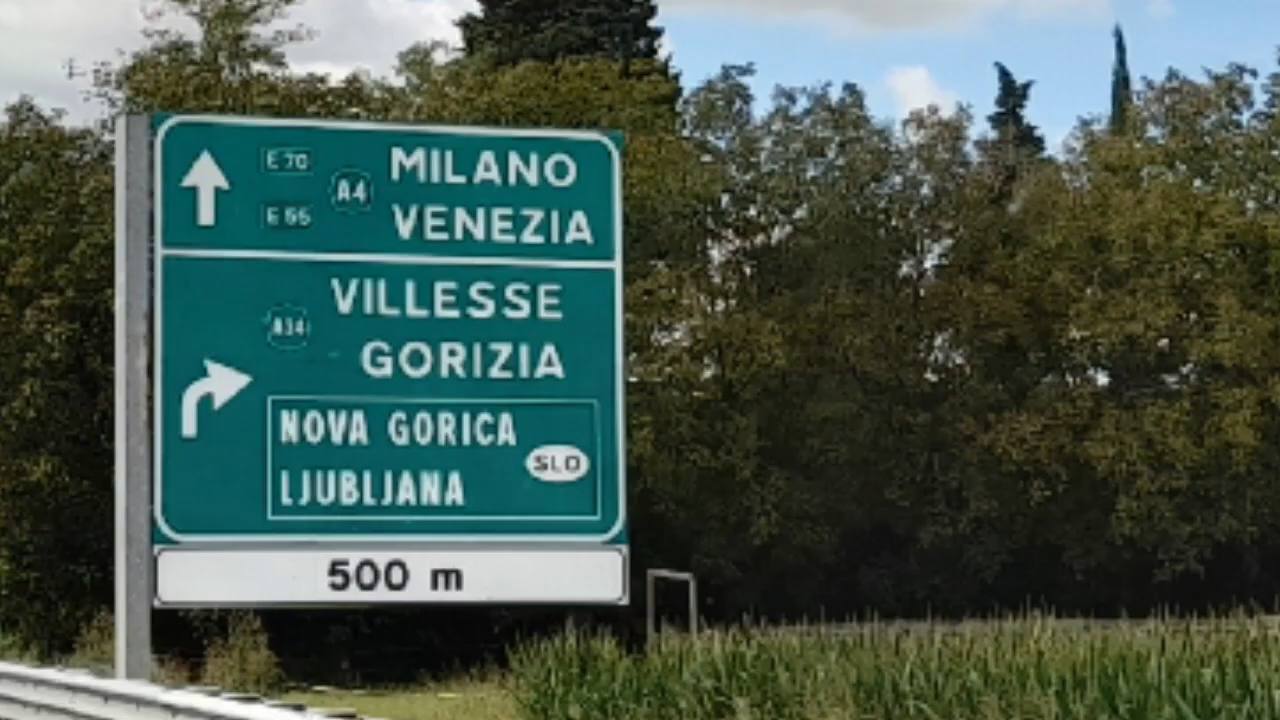 E 70
A4
MILANO
E 55
VENEZIA
VILLESSE
A34
GORIZIA
NOVA GORICA
SLO
LJUBLJANA
500 m